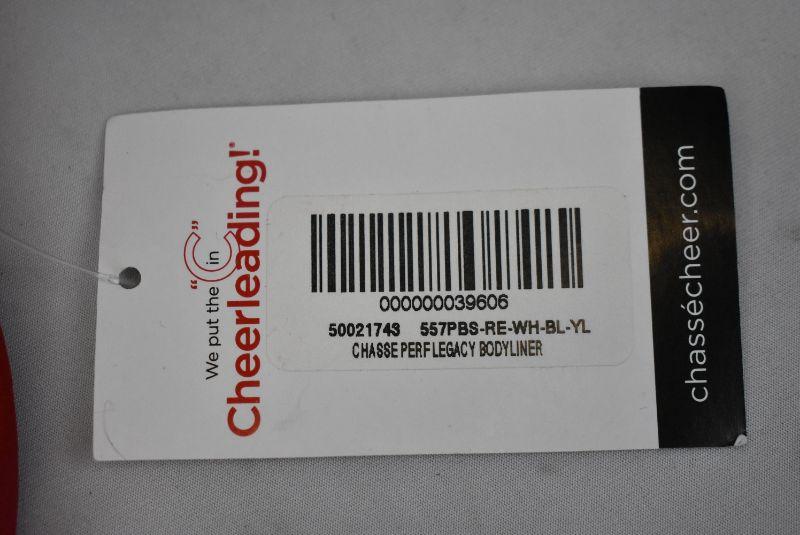 We put the “C” in
Cheerleading!®
000000039606
50021743 557PBS-RE-WH-BL-YL
CHASSE PERF LEGACY BODYLINER
chassécheer.com